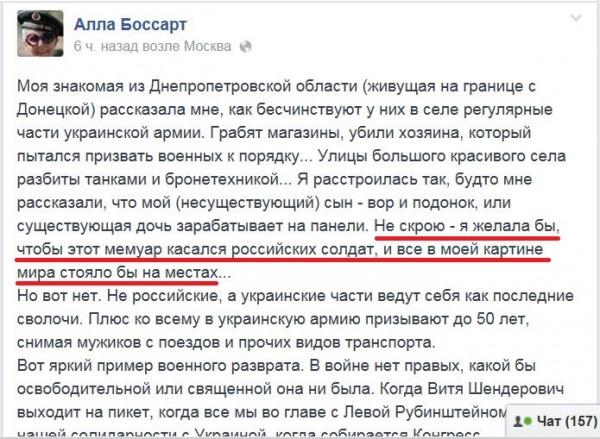 Алла Боссарт
6 ч. назад возле Москва
Моя знакомая из Днепропетровской области (живущая на границе с
Донецкой) рассказала мне, как бесчинствуют у них в селе регулярные
части украинской армии. Грабят магазины, убили хозяина, который
пытался призвать военных к порядку... Улицы большого красивого села
разбиты танками и бронетехникой... Я расстроилась так, будто мне
рассказали, что мой (несуществующий) сын - вор и подонок, или
существующая дочь зарабатывает на панели. Не скрою - я желала бы,
чтобы этот мемуар касался российских солдат, и все в моей картине
мира стояло бы на местах...
Но вот нет. Не российские, а украинские части ведут себя как последние
сволочи. Плюс ко всему в украинскую армию призывают до 50 лет,
снимая мужиков с поездов и прочих видов транспорта.
Вот яркий пример военного разврата. В войне нет правых, какой бы
освободительной или священной она ни была. Когда Витя Шендерович
выходит на пикет, когда все мы во главе с Левой Рубинштейном
нашей солидарности с Украиной, когда собирается Конгресс
Чат (157)